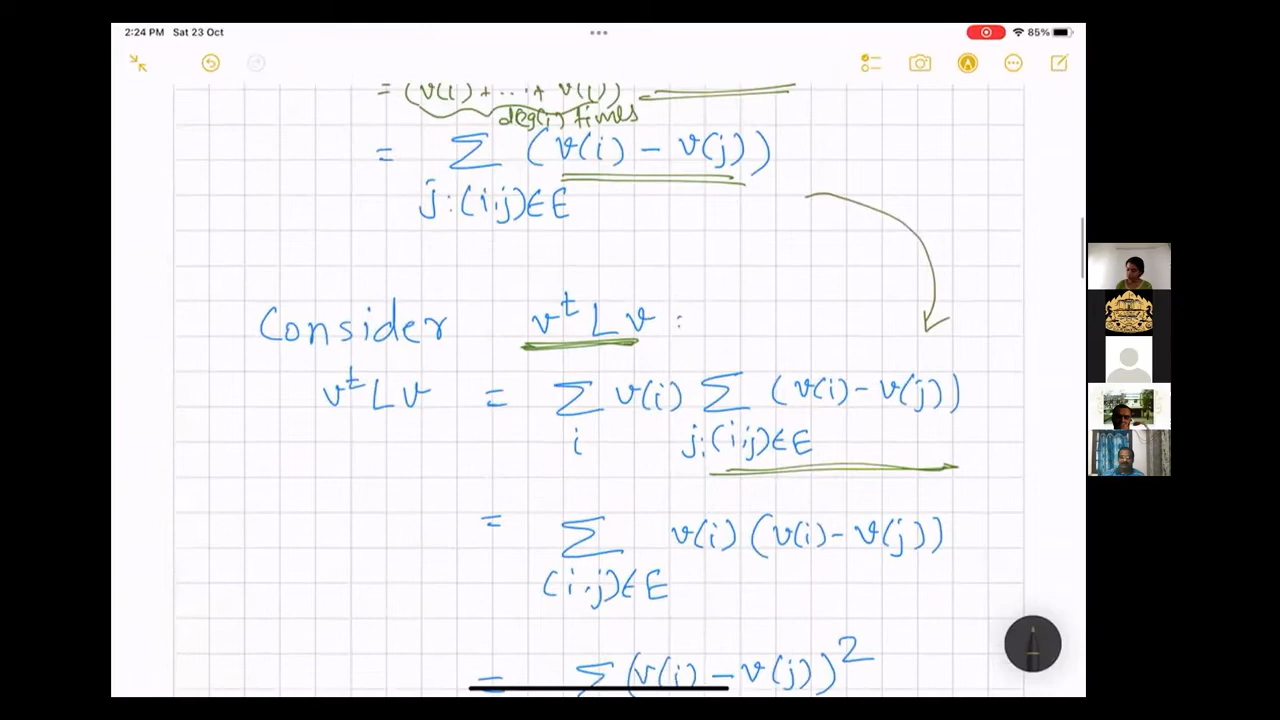 2:24 PM Sat 23 Oct
85%
= (v(i) + ... + v(i))
deg(i) times
= Σ (v(i) - v(j))
j:(i,j)∈E
Consider v^t L v :
v^t L v = Σ v(i) Σ (v(i) - v(j))
i j:(i,j)∈E
= Σ v(i) (v(i) - v(j))
(i,j)∈E
= Σ (v(i) - v(j))^2